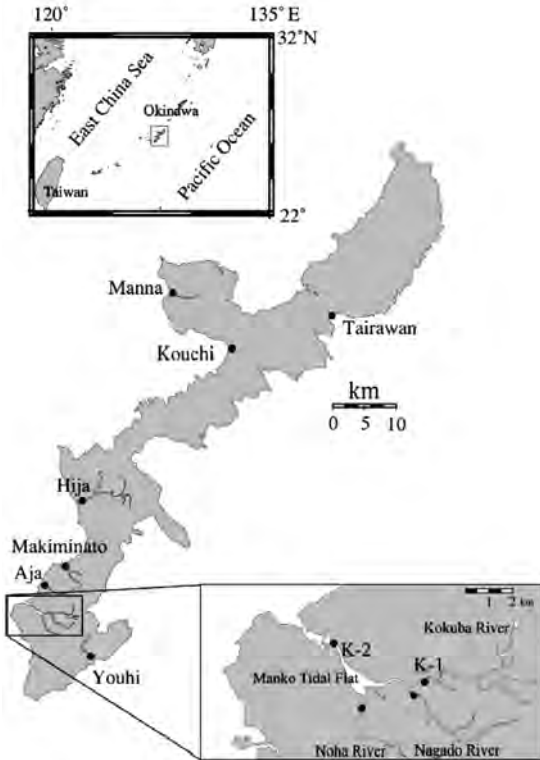 120°
135° E
32°N
East China Sea
Okinawa
Pacific Ocean
Taiwan
22°
Manna
Tairawan
Kouchi
km
0 5 10
Hija
Makiminato
Aja
Youhi
1 2 km
Kokuba River
K-2
K-1
Manko Tidal Flat
Noha River
Nagado River